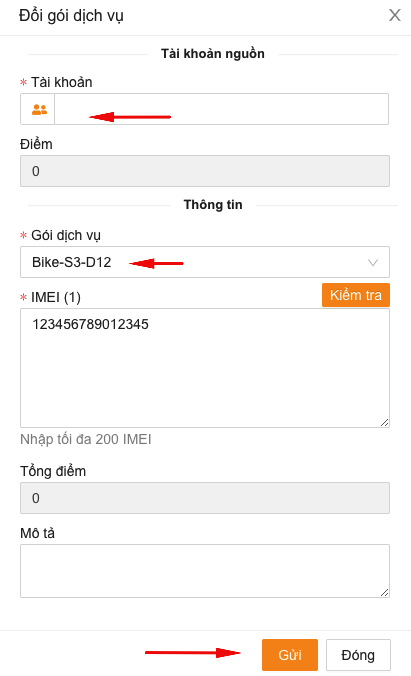 Đổi gói dịch vụ
Tài khoản nguồn
* Tài khoản
Điểm
0
Thông tin
* Gói dịch vụ
Bike-S3-D12
* IMEI (1)
Kiểm tra
123456789012345
Nhập tối đa 200 IMEI
Tổng điểm
0
Mô tả
Gửi
Đóng